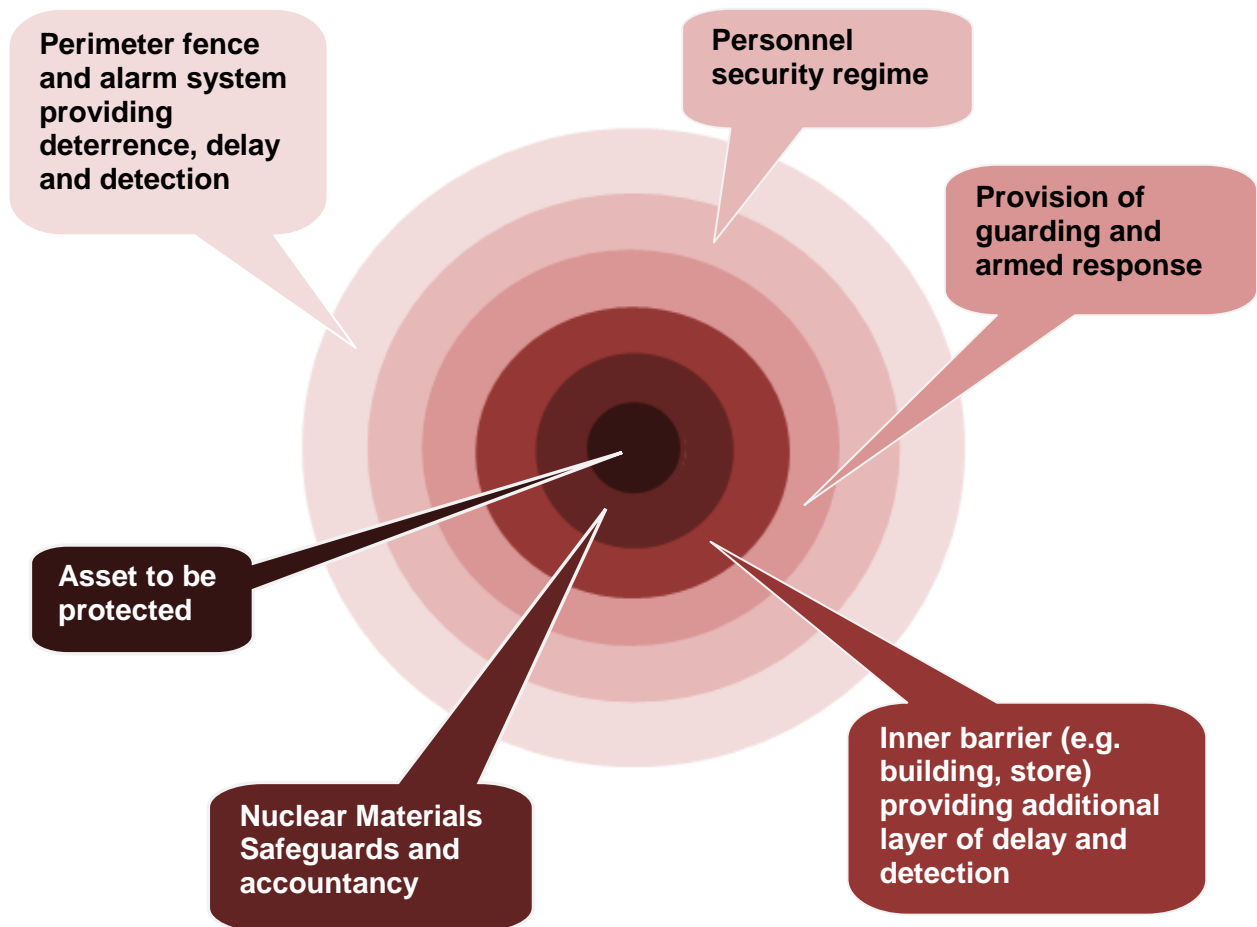 Perimeter fence
and alarm system
providing
deterrence, delay
and detection
Personnel
security regime
Provision of
guarding and
armed response
Asset to be
protected
Nuclear Materials
Safeguards and
accountancy
Inner barrier (e.g.
building, store)
providing additional
layer of delay and
detection